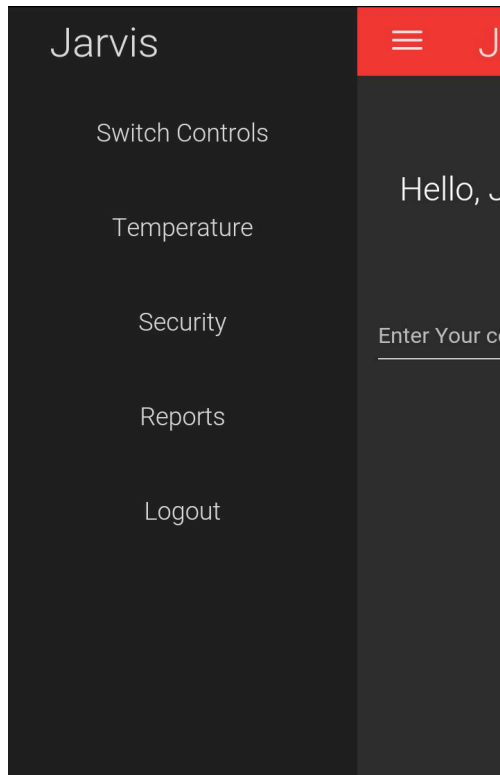 Jarvis
Switch Controls
Temperature
Security
Reports
Logout
J
Hello, J
Enter Your c